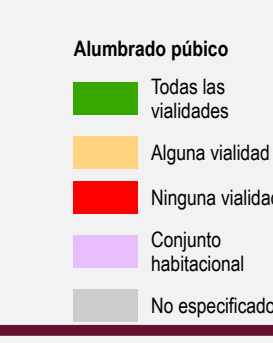 Alumbrado púbico
Todas las
vialidades
Alguna vialidad
Ninguna vialidad
Conjunto
habitacional
No especificado